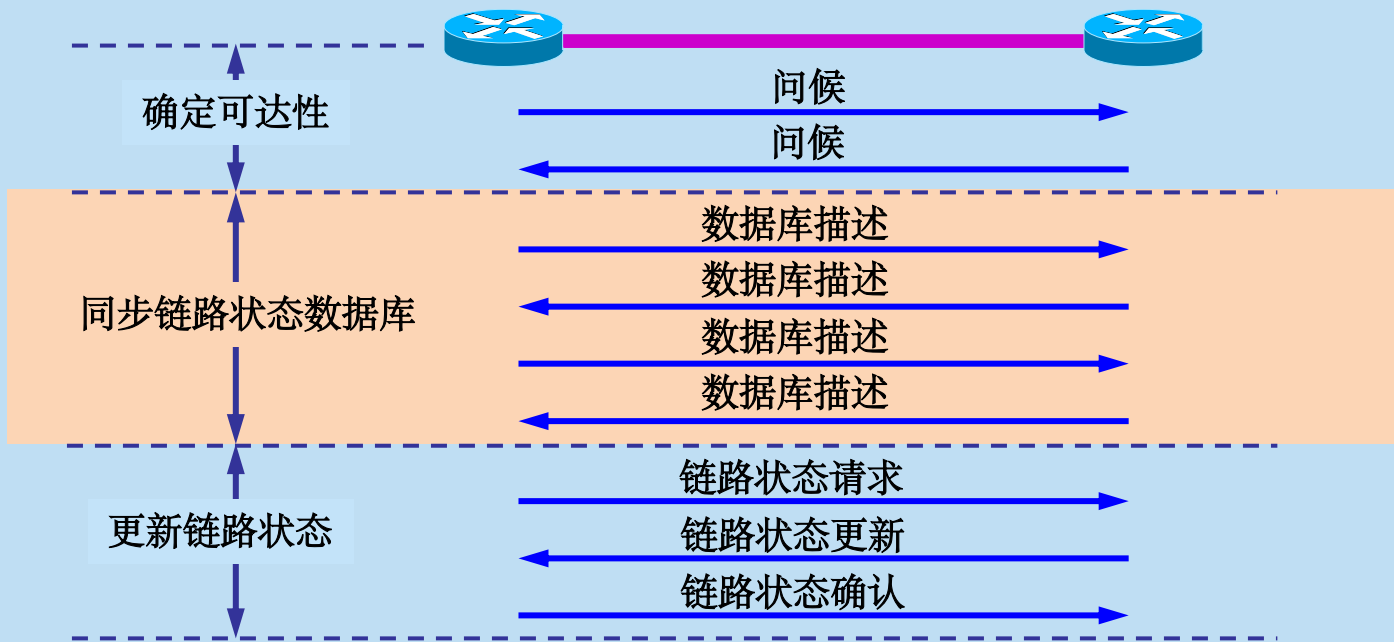 问候
确定可达性
问候
数据库描述
数据库描述
同步链路状态数据库
数据库描述
数据库描述
链路状态请求
更新链路状态
链路状态更新
链路状态确认